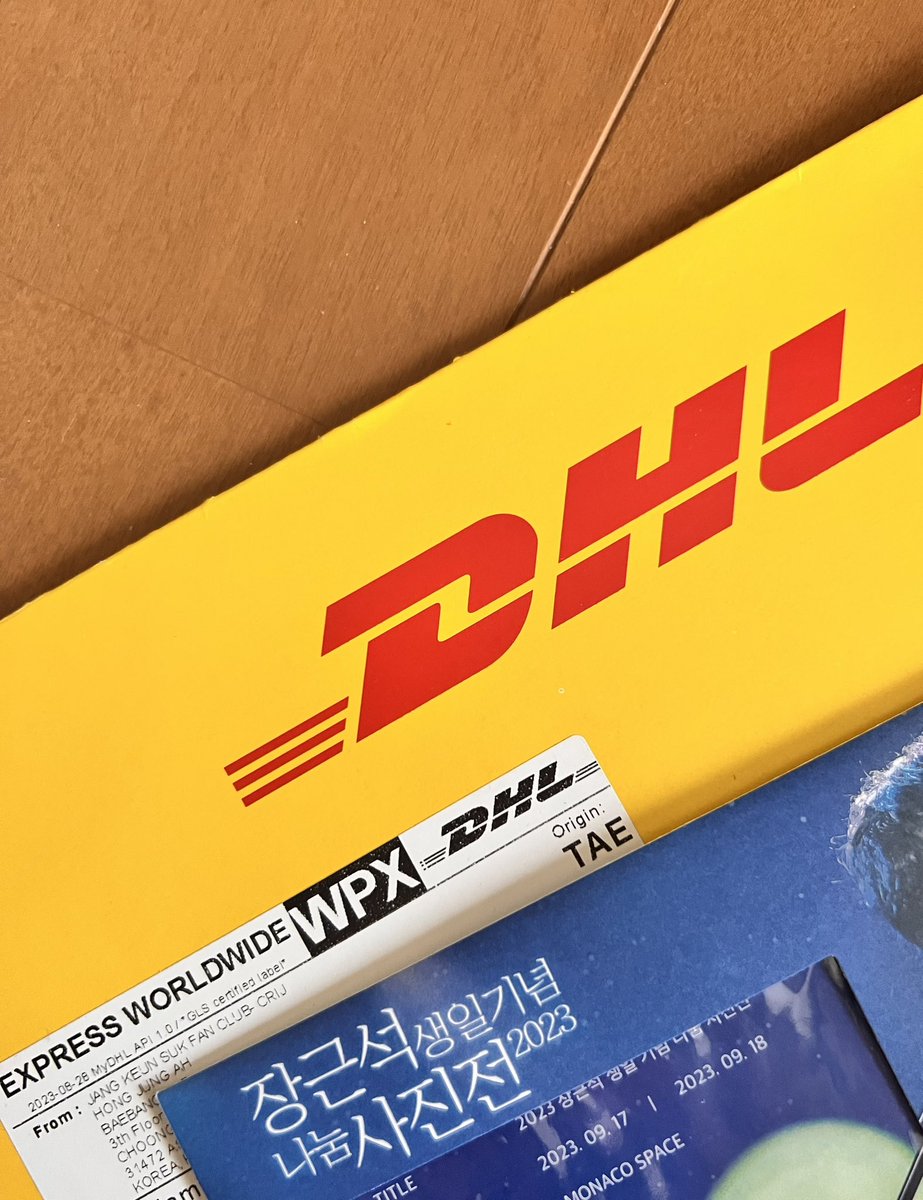 DHL
DHL
Origin:
TAE
EXPRESS WORLDWIDE WPX
2023-08-28 MyDHL API 1.0 / *GLS certified label*
From : JANG KEUN SUK FAN CLUB- CRIJ
HONG JUNG AH
3th Floor
31472
KOREA,
장근석생일기념
나눔사진전2023
2023 장근석 생일 기념 나눔 사진전
2023. 09.17 | 2023. 09. 18
TITLE
MONACO SPACE